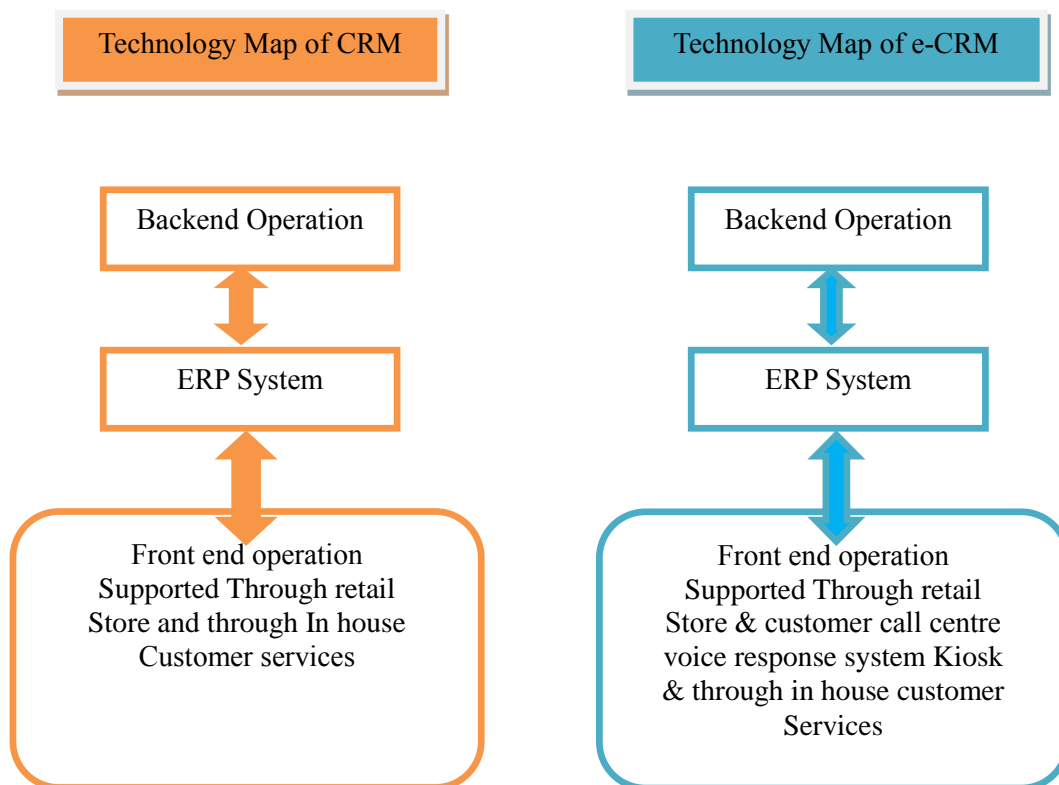 Technology Map of CRM
Technology Map of e-CRM
Backend Operation
Backend Operation
ERP System
ERP System
Front end operation
Supported Through retail
Store and through In house
Customer services
Front end operation
Supported Through retail
Store & customer call centre
voice response system Kiosk
& through in house customer
Services